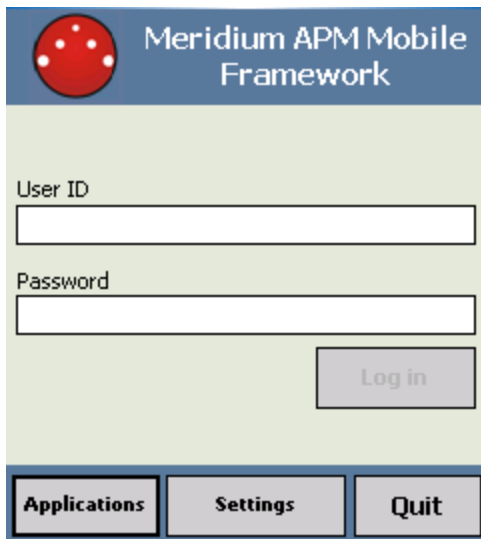 Meridium APM Mobile
Framework
User ID
Password
Log in
Applications
Settings
Quit